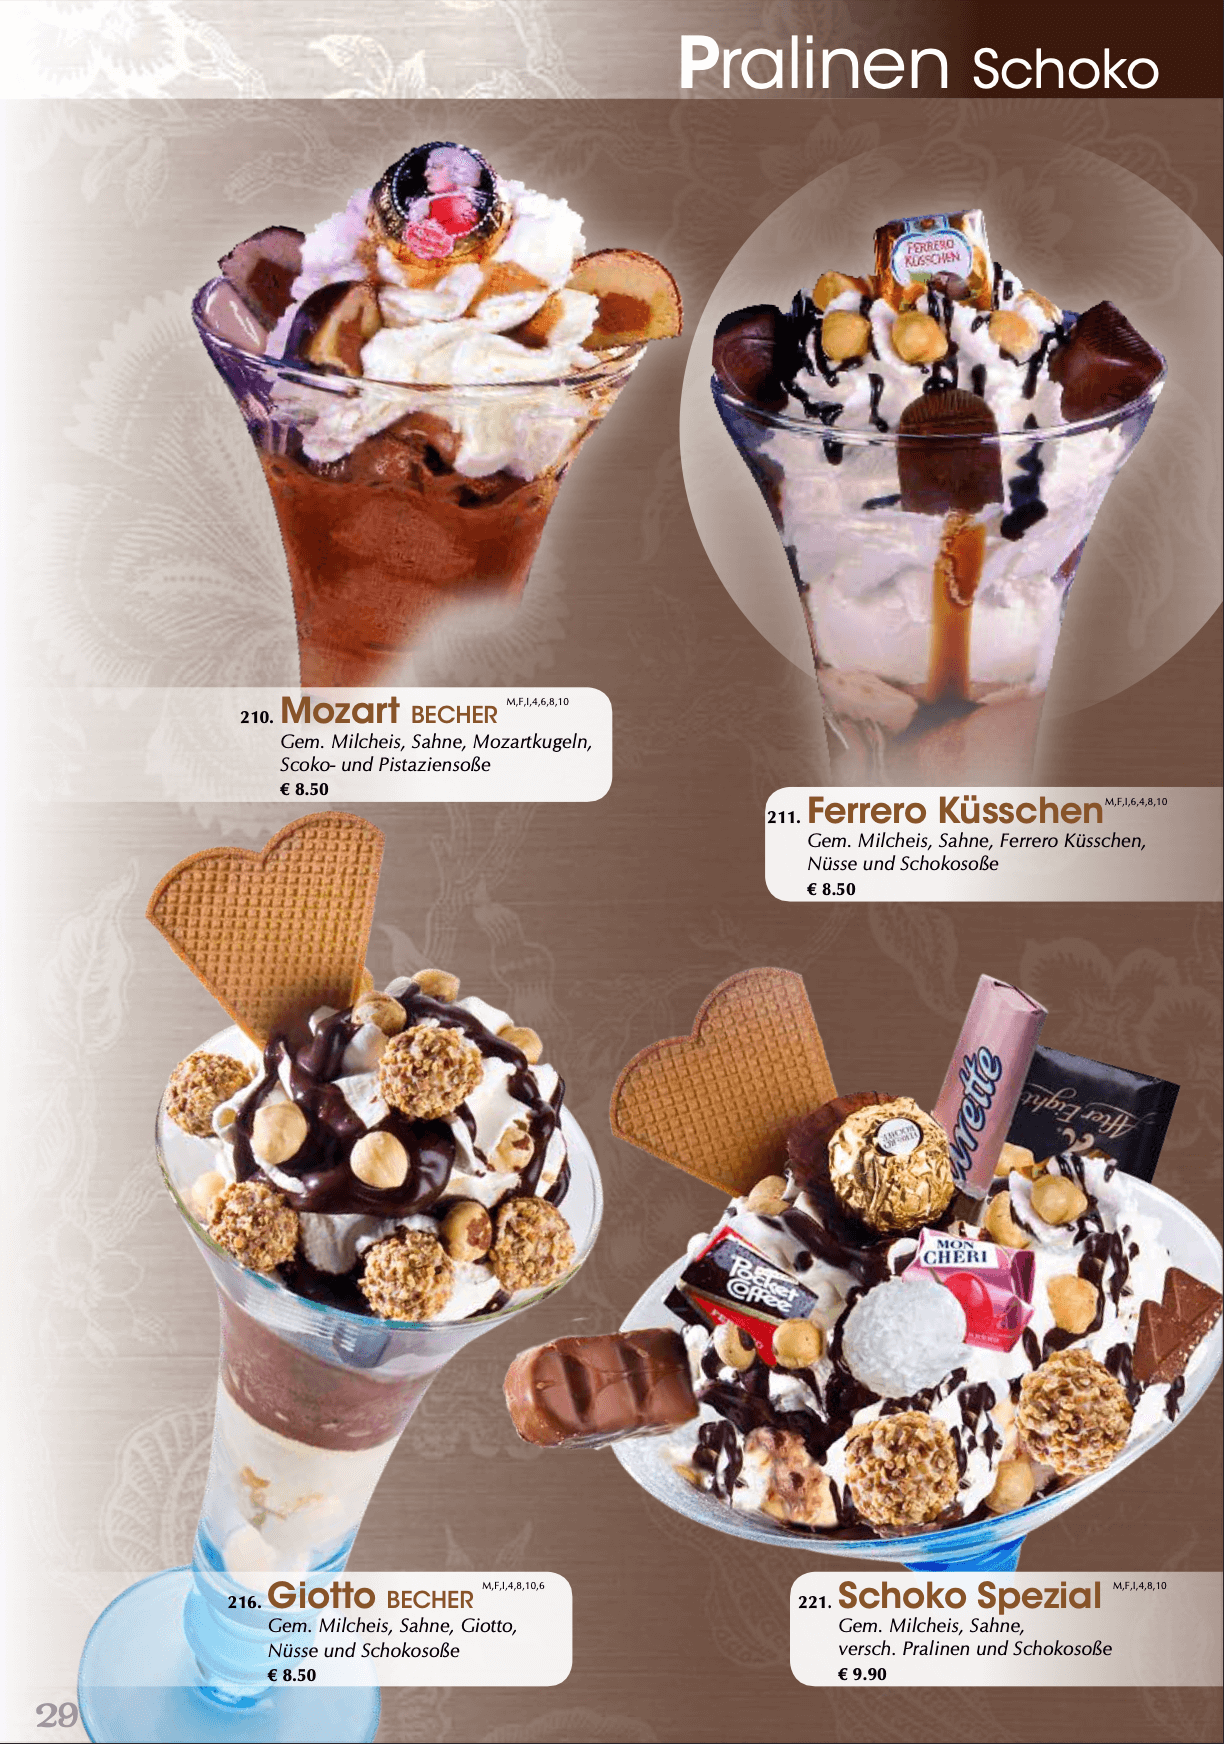 Pralinen Schoko
FERRERO
KÜSSCHEN
210. Mozart BECHER M,F,I,4,6,8,10
Gem. Milcheis, Sahne, Mozartkugeln,
Scoko- und Pistaziensoße
€ 8.50
211. Ferrero Küsschen M,F,I,6,4,8,10
Gem. Milcheis, Sahne, Ferrero Küsschen,
Nüsse und Schokosoße
€ 8.50
After Eight
FERRERO
ROCHER
MON
CHERI
Pocket
Coffee
216. Giotto BECHER M,F,I,4,8,10,6
Gem. Milcheis, Sahne, Giotto,
Nüsse und Schokosoße
€ 8.50
221. Schoko Spezial M,F,I,4,8,10
Gem. Milcheis, Sahne,
versch. Pralinen und Schokosoße
€ 9.90
29